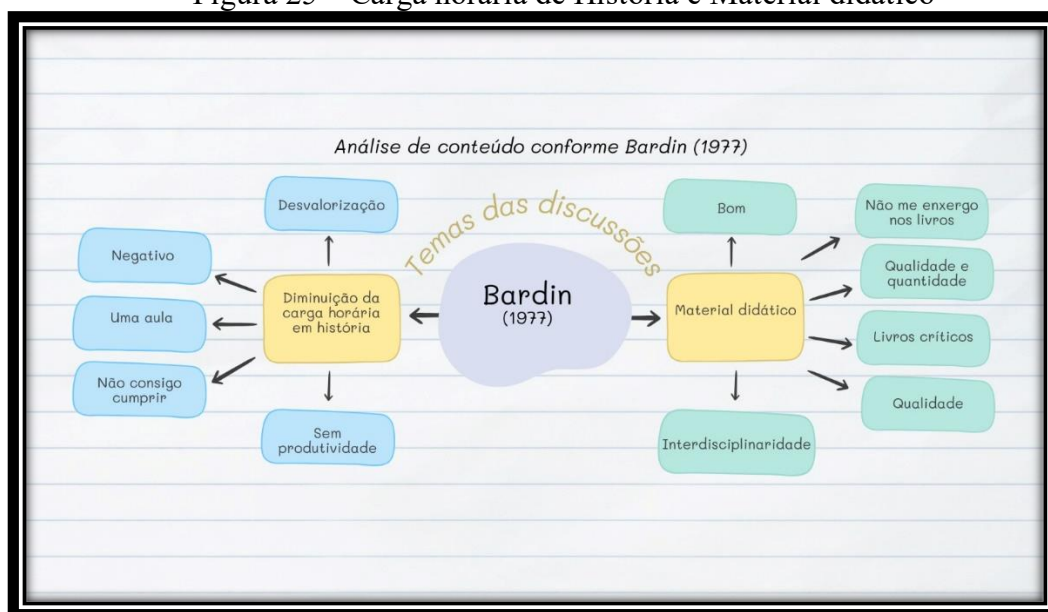 Figura 25 – Carga horária de História e Material didático
Análise de conteúdo conforme Bardin (1977)
Temas das discussões
Bardin
(1977)
Diminuição da
carga horária
em história
Desvalorização
Negativo
Uma aula
Não consigo
cumprir
Sem
produtividade
Material didático
Bom
Não me enxergo
nos livros
Qualidade e
quantidade
Livros críticos
Qualidade
Interdisciplinaridade